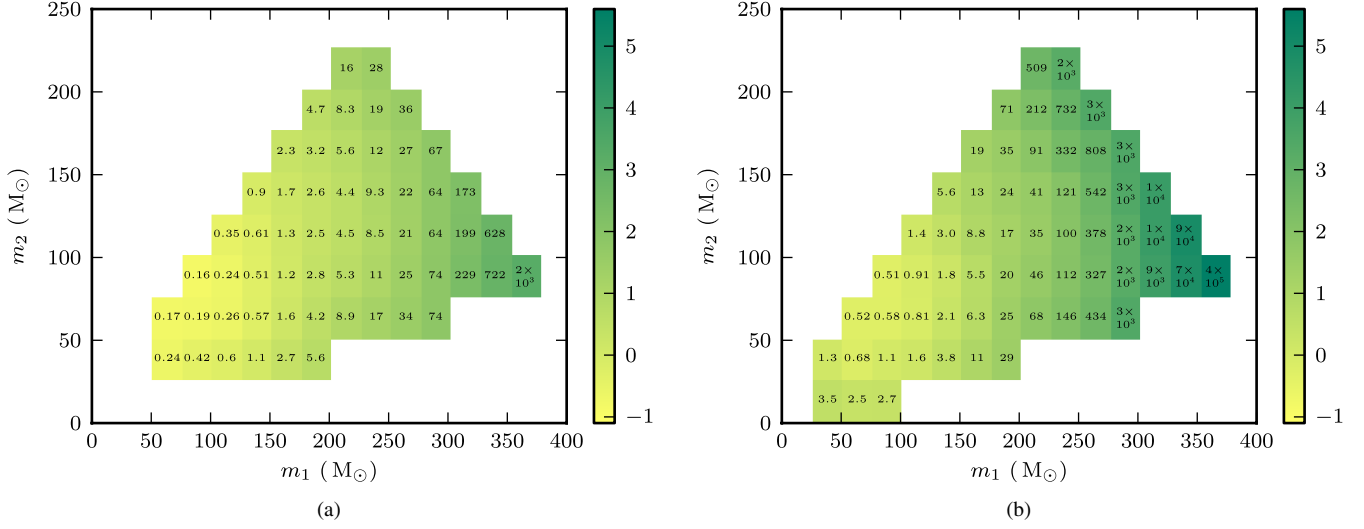 250
200
150
100
50
0
m₂ ( M⊙ )
16 28
4.7 8.3 19 36
2.3 3.2 5.6 12 27 67
0.9 1.7 2.6 4.4 9.3 22 64 173
0.35 0.61 1.3 2.5 4.5 8.5 21 64 199 628
0.16 0.24 0.51 1.2 2.8 5.3 11 25 74 229 722 2×
10³
0.17 0.19 0.26 0.57 1.6 4.2 8.9 17 34 74
0.24 0.42 0.6 1.1 2.7 5.6
0 50 100 150 200 250 300 350 400
m₁ ( M⊙ )
5
4
3
2
1
0
−1
(a)
250
200
150
100
50
0
m₂ ( M⊙ )
509 2×
10³
71 212 732 3×
10³
19 35 91 332 808 3×
10³
5.6 13 24 41 121 542 3× 1×
10³ 10⁴
1.4 3.0 8.8 17 35 100 378 2× 1× 9×
10³ 10⁴ 10⁴
0.51 0.91 1.8 5.5 20 46 112 327 2× 9× 7× 4×
10³ 10³ 10⁴ 10⁵
0.52 0.58 0.81 2.1 6.3 25 68 146 434 3×
10³
1.3 0.68 1.1 1.6 3.8 11 29
3.5 2.5 2.7
0 50 100 150 200 250 300 350 400
m₁ ( M⊙ )
5
4
3
2
1
0
−1
(b)